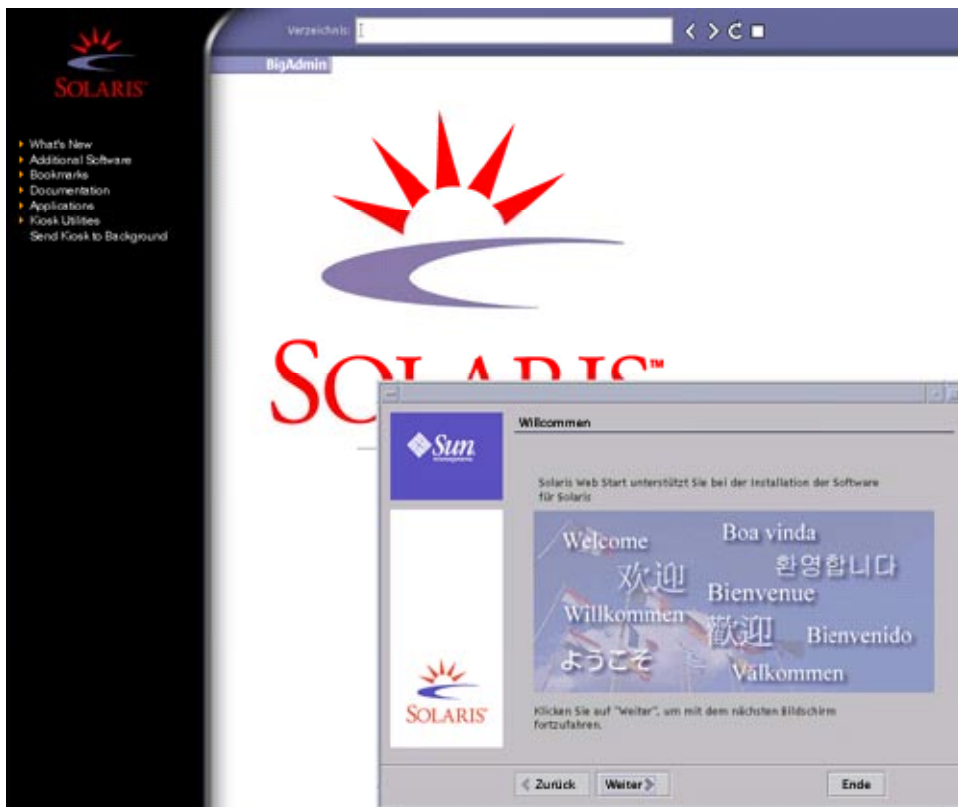 Verzeichnis:
BigAdmin
SOLARIS™
What's New
Additional Software
Bookmarks
Documentation
Applications
Kiosk Utilities
Send Kiosk to Background
SOLARIS™
Sun
microsystems
Willkommen
Solaris Web Start unterstützt Sie bei der Installation der Software
für Solaris
Welcome
Boa vinda
欢迎
환영합니다
Bienvenue
Willkommen
歡迎
Bienvenido
ようこそ
Välkommen
SOLARIS™
Klicken Sie auf "Weiter", um mit dem nächsten Bildschirm
fortzufahren.
Zurück
Weiter
Ende